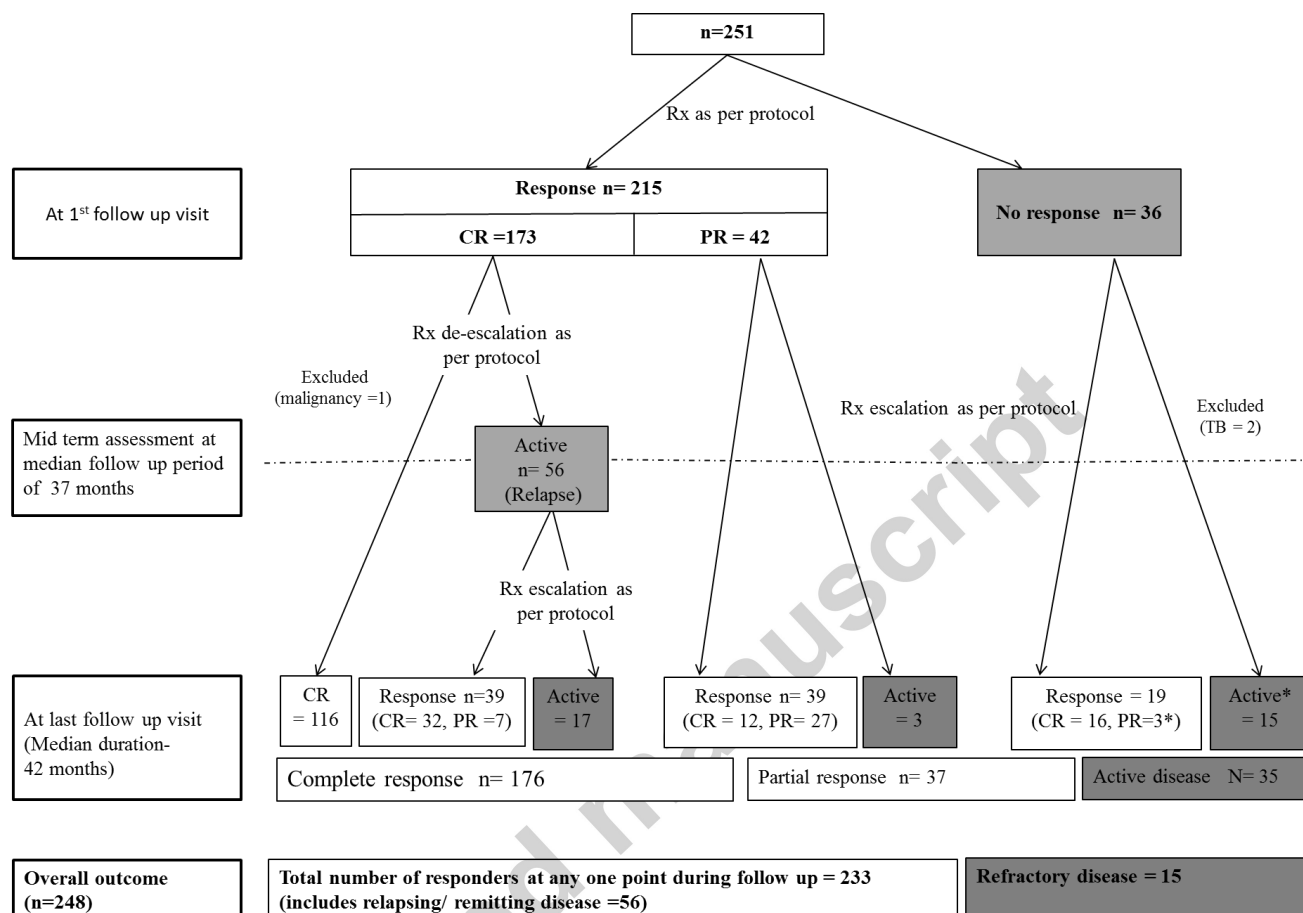 n=251
Rx as per protocol
At 1st follow up visit
Response n= 215
CR =173
PR = 42
No response n= 36
Rx de-escalation as
per protocol
Excluded
(malignancy =1)
Rx escalation as per protocol
Excluded
(TB = 2)
Mid term assessment at
median follow up period
of 37 months
Active
n= 56
(Relapse)
Rx escalation as
per protocol
At last follow up visit
(Median duration-
42 months)
CR
= 116
Response n=39
(CR= 32, PR =7)
Active
= 17
Response n= 39
(CR = 12, PR= 27)
Active
= 3
Response = 19
(CR = 16, PR=3*)
Active*
= 15
Complete response n= 176
Partial response n= 37
Active disease N= 35
Overall outcome
(n=248)
Total number of responders at any one point during follow up = 233
(includes relapsing/ remitting disease =56)
Refractory disease = 15